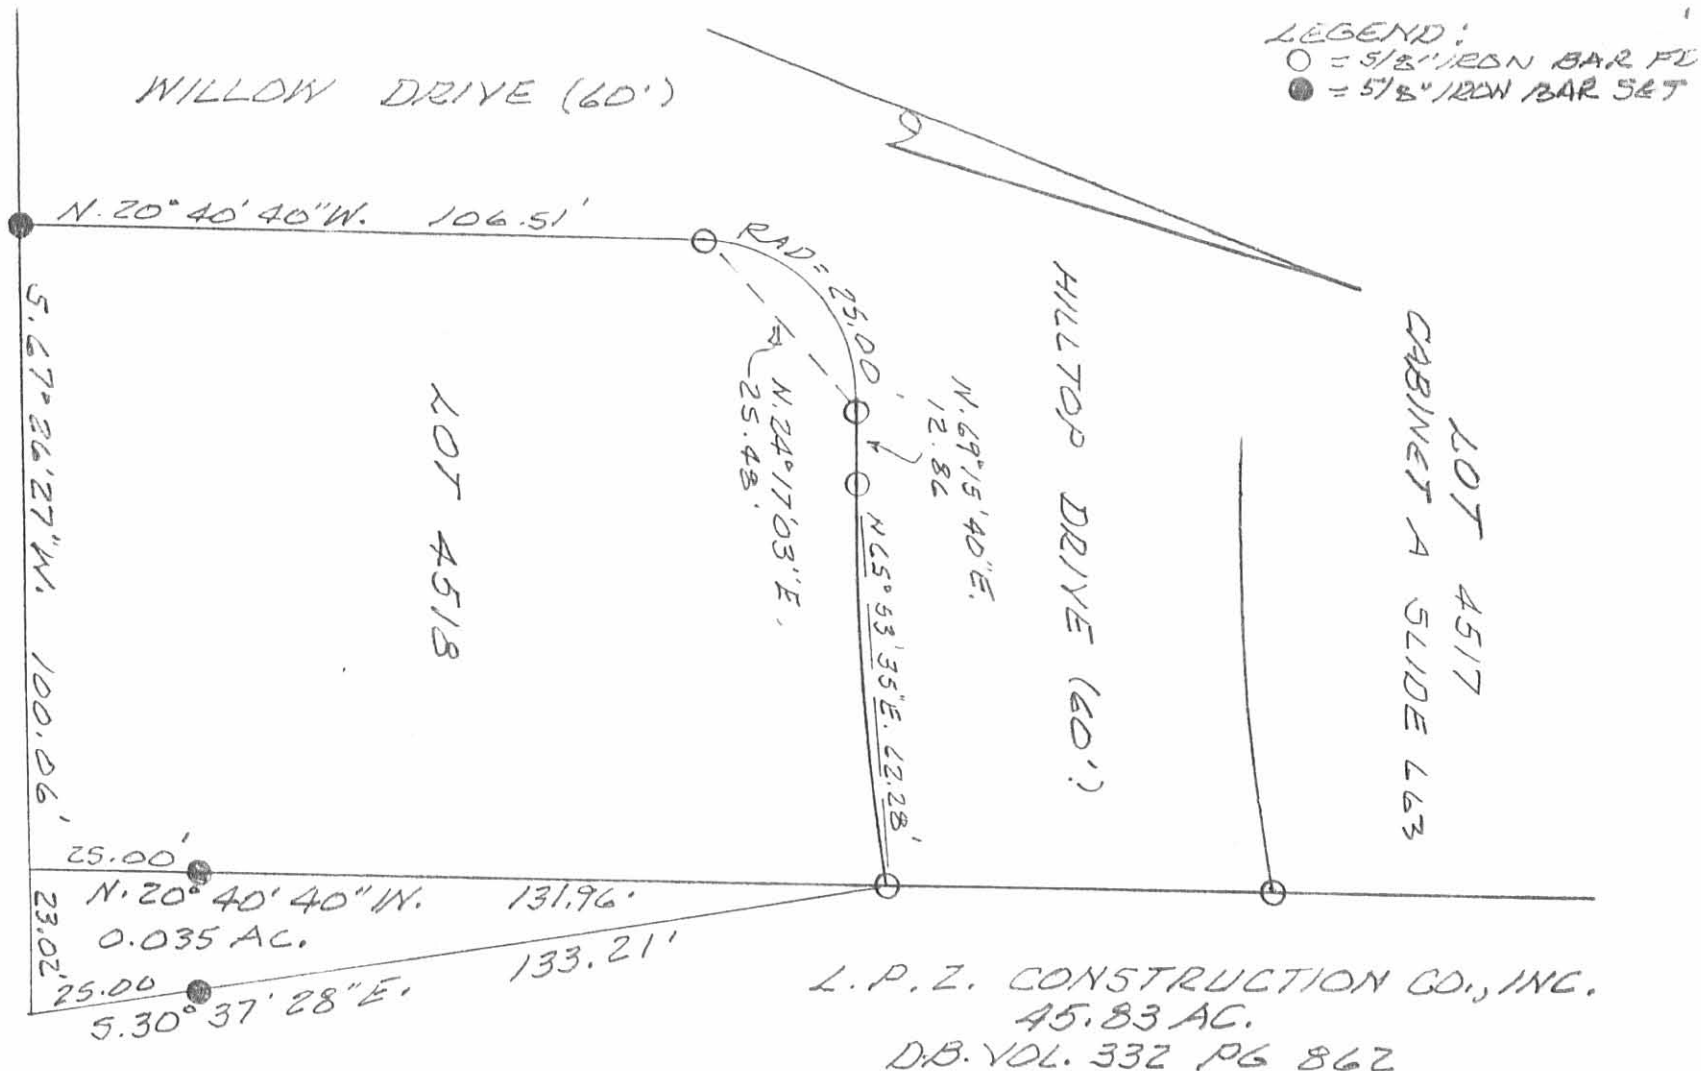 LEGEND:
○ = 5/8" IRON BAR
● = 5/8" IRON BAR SET
WILLOW DRIVE (60')
N. 20° 40' 40" W. 106.51'
RAD = 25.00'
N. 24° 17' 03" E.
25.48'
N. 69° 15' 40" E.
12.86
N 65° 53' 35" E. 62.28'
HILLTOP DRIVE (60')
LOT 4517
CABINET A SLIDE 663
LOT 4518
S. 67° 26' 27" W. 100.06'
25.00'
N. 20° 40' 40" W. 131.96'
0.035 AC.
23.02'
25.00
133.21'
S. 30° 37' 28" E.
L.P.Z. CONSTRUCTION CO., INC.
45.83 AC.
D.B. VOL. 332 PG 862